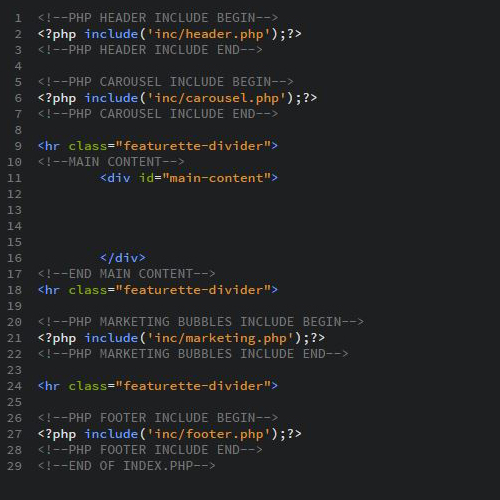 1 <!--PHP HEADER INCLUDE BEGIN-->
2 <?php include('inc/header.php');?>
3 <!--PHP HEADER INCLUDE END-->
4
5 <!--PHP CAROUSEL INCLUDE BEGIN-->
6 <?php include('inc/carousel.php');?>
7 <!--PHP CAROUSEL INCLUDE END-->
8
9 <hr class="featurette-divider">
10 <!--MAIN CONTENT-->
11         <div id="main-content">
12
13
14
15
16         </div>
17 <!--END MAIN CONTENT-->
18 <hr class="featurette-divider">
19
20 <!--PHP MARKETING BUBBLES INCLUDE BEGIN-->
21 <?php include('inc/marketing.php');?>
22 <!--PHP MARKETING BUBBLES INCLUDE END-->
23
24 <hr class="featurette-divider">
25
26 <!--PHP FOOTER INCLUDE BEGIN-->
27 <?php include('inc/footer.php');?>
28 <!--PHP FOOTER INCLUDE END-->
29 <!--END OF INDEX.PHP-->